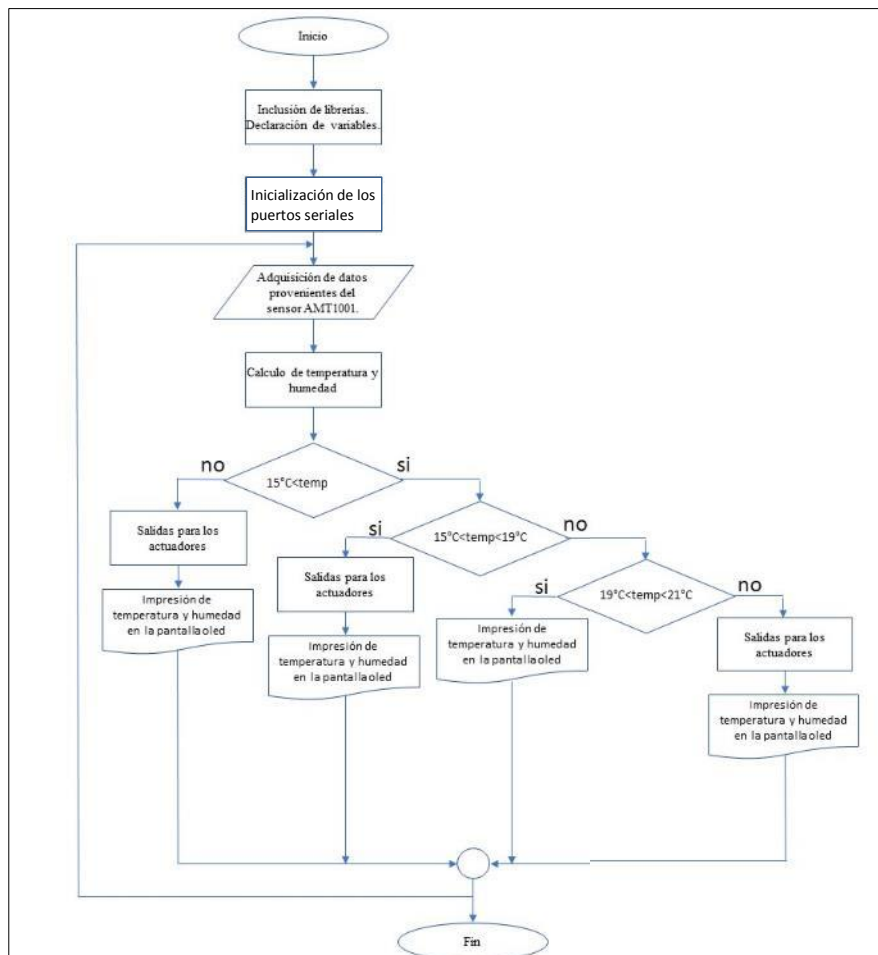 Inicio
Inclusión de librerías.
Declaración de variables.
Inicialización de los
puertos seriales
Adquisición de datos
provenientes del
sensor AMT1001.
Calculo de temperatura y
humedad
no
si
15°C<temp
Salidas para los
actuadores
Impresión de
temperatura y humedad
en la pantalla oled
si
15°C<temp<19°C
no
Salidas para los
actuadores
Impresión de
temperatura y humedad
en la pantalla oled
si
19°C<temp<21°C
no
Impresión de
temperatura y humedad
en la pantalla oled
Salidas para los
actuadores
Impresión de
temperatura y humedad
en la pantalla oled
Fin